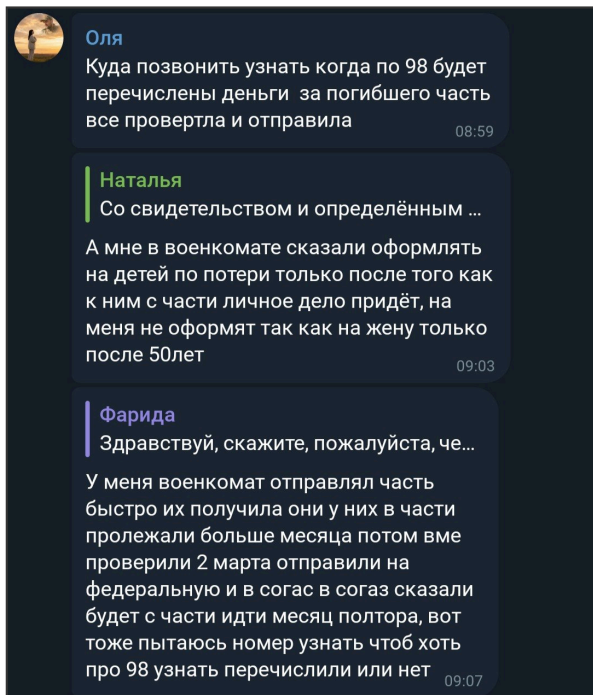 Оля
Куда позвонить узнать когда по 98 будет
перечислены деньги за погибшего часть
все провертла и отправила
08:59
Наталья
Со свидетельством и определённым ...
А мне в военкомате сказали оформлять
на детей по потери только после того как
к ним с части личное дело придёт, на
меня не оформят так как на жену только
после 50лет
09:03
Фарида
Здравствуй, скажите, пожалуйста, че...
У меня военкомат отправлял часть
быстро их получила они у них в части
пролежали больше месяца потом вме
проверили 2 марта отправили на
федеральную и в согас в согаз сказали
будет с части идти месяц полтора, вот
тоже пытаюсь номер узнать чтоб хоть
про 98 узнать перечислили или нет
09:07